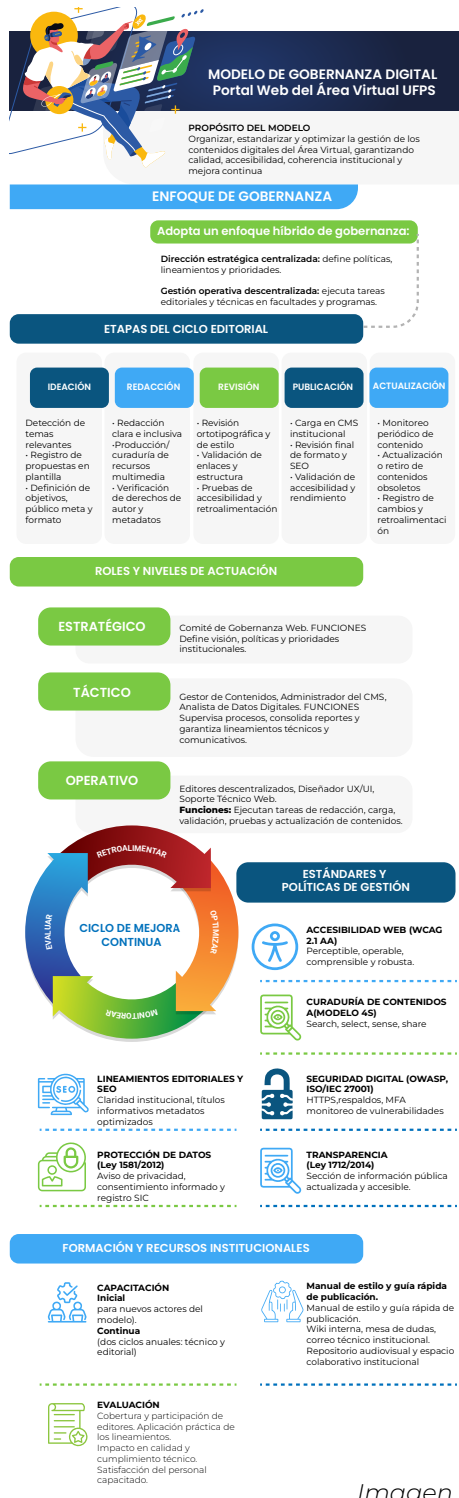 MODELO DE GOBERNANZA DIGITAL
Portal Web del Área Virtual UFPS
PROPÓSITO DEL MODELO
Organizar, estandarizar y optimizar la gestión de los
contenidos digitales del Área Virtual, garantizando
calidad, accesibilidad, coherencia institucional y
mejora continua
ENFOQUE DE GOBERNANZA
Adopta un enfoque híbrido de gobernanza:
Dirección estratégica centralizada: define políticas,
lineamientos y prioridades.
Gestión operativa descentralizada: ejecuta tareas
editoriales y técnicas en facultades y programas.
ETAPAS DEL CICLO EDITORIAL
IDEACIÓN
Detección de
temas
relevantes
• Registro de
propuestas en
plantilla
• Definición de
objetivos,
público meta y
formato
REDACCIÓN
• Redacción
clara e inclusiva
•Producción/
curaduría de
recursos
multimedia
• Verificación
de derechos de
autor y
metadatos
REVISIÓN
• Revisión
ortotipográfica y
de estilo
• Validación de
enlaces y
estructura
• Pruebas de
accesibilidad y
retroalimentación
PUBLICACIÓN
• Carga en CMS
institucional
• Revisión final
de formato y
SEO
• Validación de
accesibilidad y
rendimiento
ACTUALIZACIÓN
• Monitoreo
periódico de
contenido
• Actualización
o retiro de
contenidos
obsoletos
• Registro de
cambios y
retroalimentaci
ón
ROLES Y NIVELES DE ACTUACIÓN
ESTRATÉGICO
Comité de Gobernanza Web. FUNCIONES
Define visión, políticas y prioridades
institucionales.
TÁCTICO
Gestor de Contenidos, Administrador del CMS,
Analista de Datos Digitales. FUNCIONES
Supervisa procesos, consolida reportes y
garantiza lineamientos técnicos y
comunicativos.
OPERATIVO
Editores descentralizados, Diseñador UX/UI,
Soporte Técnico Web.
Funciones: Ejecutan tareas de redacción, carga,
validación, pruebas y actualización de contenidos.
RETROALIMENTAR
OPTIMIZAR
MONITOREAR
EVALUAR
CICLO DE MEJORA
CONTINUA
ESTÁNDARES Y
POLÍTICAS DE GESTIÓN
ACCESIBILIDAD WEB (WCAG
2.1 AA)
Perceptible, operable,
comprensible y robusta.
CURADURÍA DE CONTENIDOS
A(MODELO 4S)
Search, select, sense, share
SEO
LINEAMIENTOS EDITORIALES Y
SEO
Claridad institucional, títulos
informativos metadatos
optimizados
SEGURIDAD DIGITAL (OWASP,
ISO/IEC 27001)
HTTPS,respaldos, MFA
monitoreo de vulnerabilidades
PROTECCIÓN DE DATOS
(Ley 1581/2012)
Aviso de privacidad,
consentimiento informado y
registro SIC
TRANSPARENCIA
(Ley 1712/2014)
Sección de información pública
actualizada y accesible.
FORMACIÓN Y RECURSOS INSTITUCIONALES
CAPACITACIÓN
Inicial
para nuevos actores del
modelo).
Continua
(dos ciclos anuales: técnico y
editorial)
Manual de estilo y guía rápida
de publicación.
Manual de estilo y guía rápida de
publicación.
Wiki interna, mesa de dudas,
correo técnico institucional.
Repositorio audiovisual y espacio
colaborativo institucional
EVALUACIÓN
Cobertura y participación de
editores. Aplicación práctica de
los lineamientos.
Impacto en calidad y
cumplimiento técnico.
Satisfacción del personal
capacitado.
Imagen